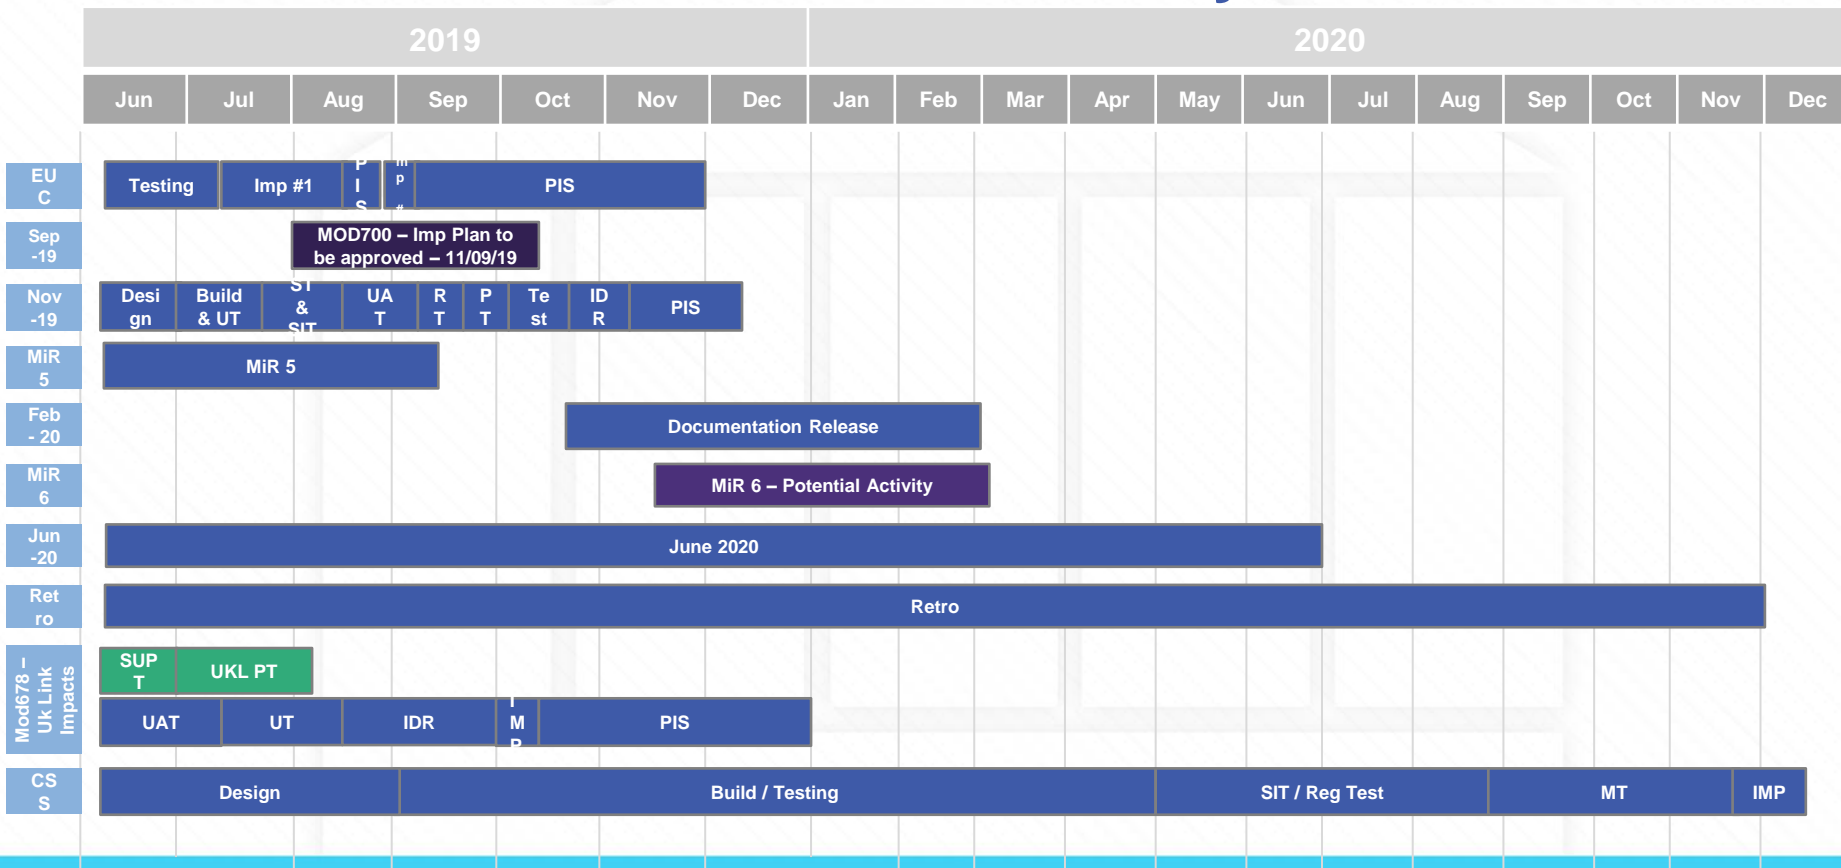 2019
2020
Jun
Jul
Aug
Sep
Oct
Nov
Dec
Jan
Feb
Mar
Apr
May
Jun
Jul
Aug
Sep
Oct
Nov
Dec
EU
C
Testing
Imp #1
P
I
S
mp
#
PIS
Sep
-19
MOD700 – Imp Plan to
be approved – 11/09/19
Nov
-19
Desi
gn
Build
& UT
ST
&
SIT
UA
T
R
T
P
T
Te
st
ID
R
PIS
MiR
5
MiR 5
Feb
- 20
Documentation Release
MiR
6
MiR 6 – Potential Activity
Jun
-20
June 2020
Ret
ro
Retro
Mod678 –
Uk Link
Impacts
SUP
T
UKL PT
UAT
UT
IDR
I
M
P
PIS
CS
S
Design
Build / Testing
SIT / Reg Test
MT
IMP